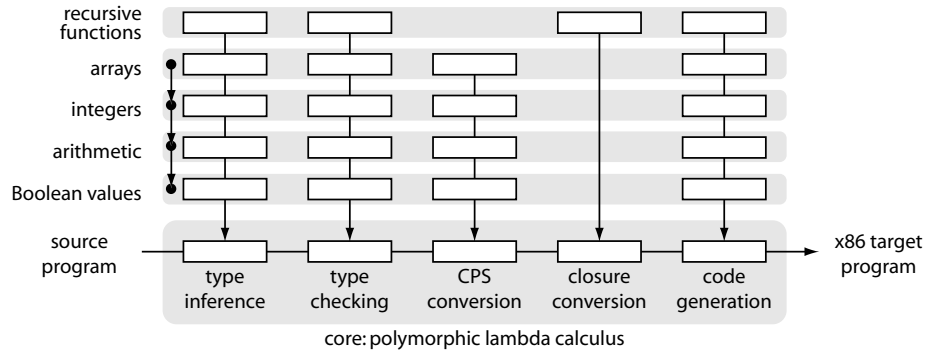 recursive
functions
arrays
integers
arithmetic
Boolean values
source
program
x86 target
program
type
inference
type
checking
CPS
conversion
closure
conversion
code
generation
core: polymorphic lambda calculus